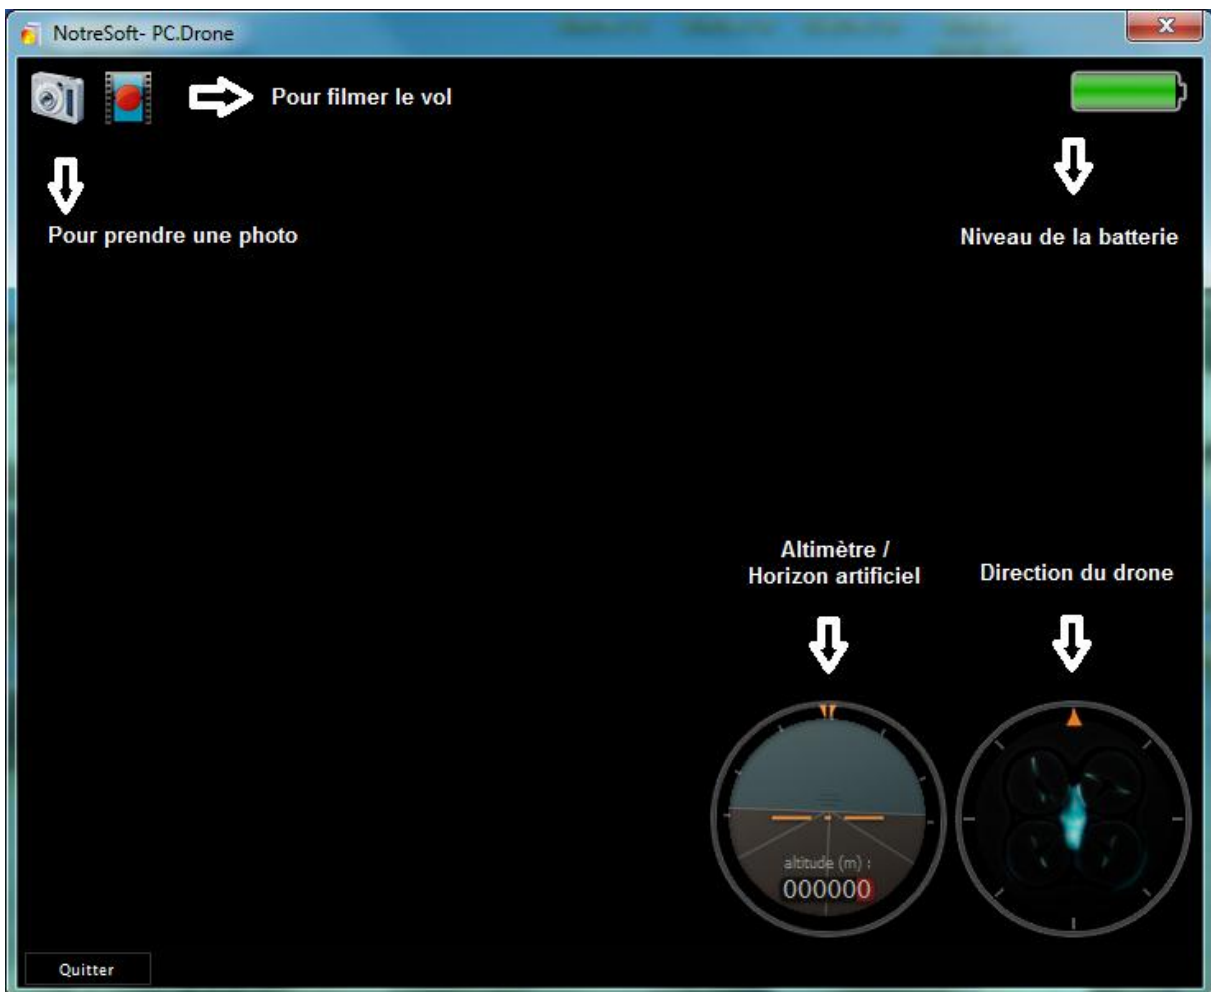 NotreSoft- PC.Drone
Pour filmer le vol
Pour prendre une photo
Niveau de la batterie
Altimètre /
Horizon artificiel
Direction du drone
altitude (m) :
000000
Quitter